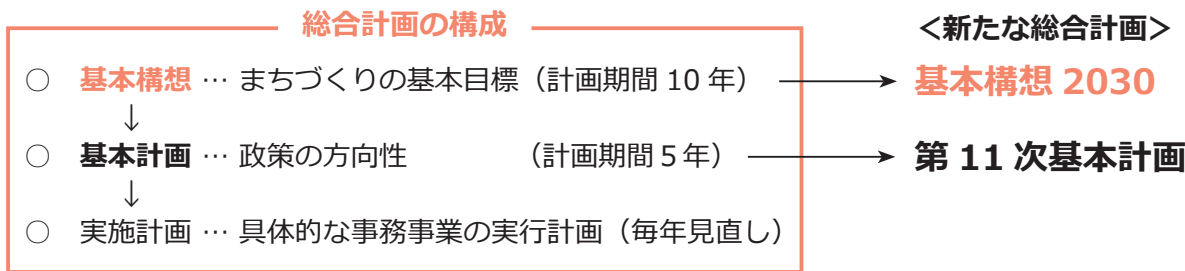 総合計画の構成
＜新たな総合計画＞
○ 基本構想 … まちづくりの基本目標（計画期間 10 年） → 基本構想 2030
↓
○ 基本計画 … 政策の方向性 （計画期間５年） → 第 11 次基本計画
↓
○ 実施計画 … 具体的な事務事業の実行計画（毎年見直し）